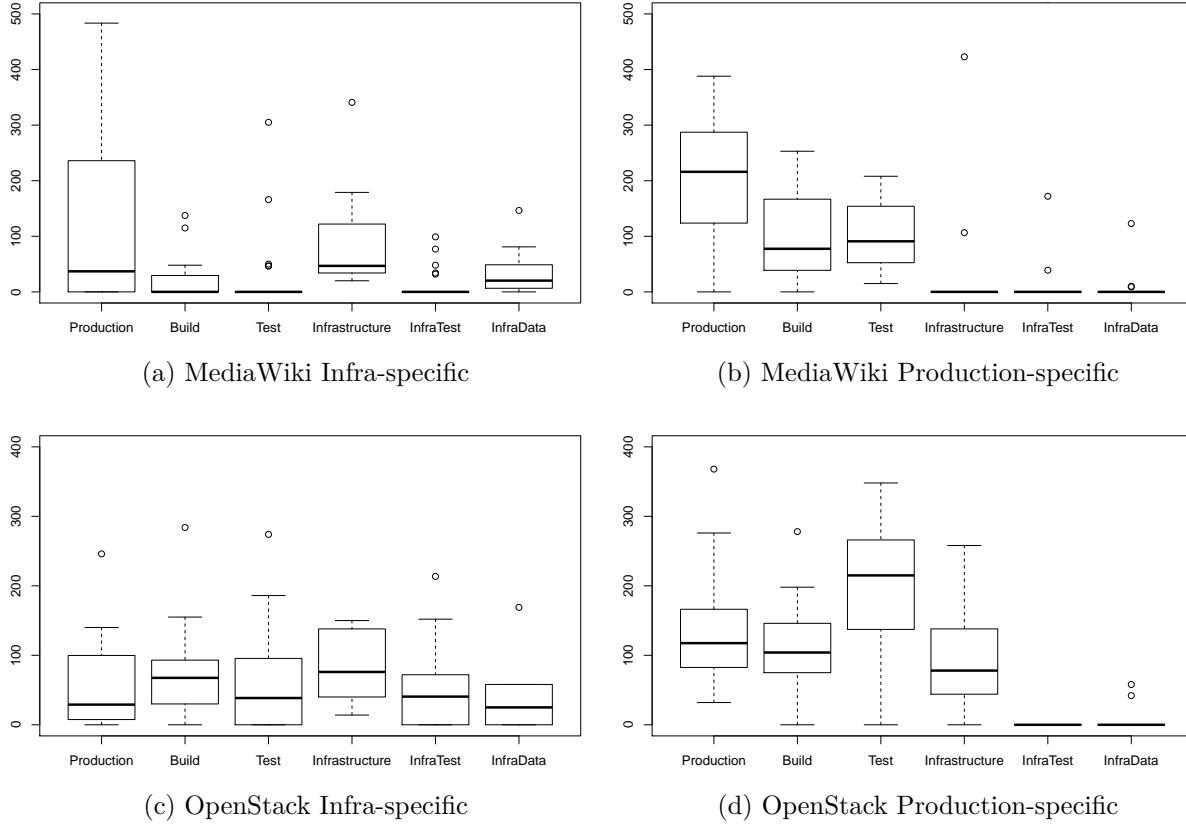 500
400
300
200
100
0
Production Build Test Infrastructure InfraTest InfraData
(a) MediaWiki Infra-specific
500
400
300
200
100
0
Production Build Test Infrastructure InfraTest InfraData
(b) MediaWiki Production-specific
400
300
200
100
0
Production Build Test Infrastructure InfraTest InfraData
(c) OpenStack Infra-specific
400
300
200
100
0
Production Build Test Infrastructure InfraTest InfraData
(d) OpenStack Production-specific